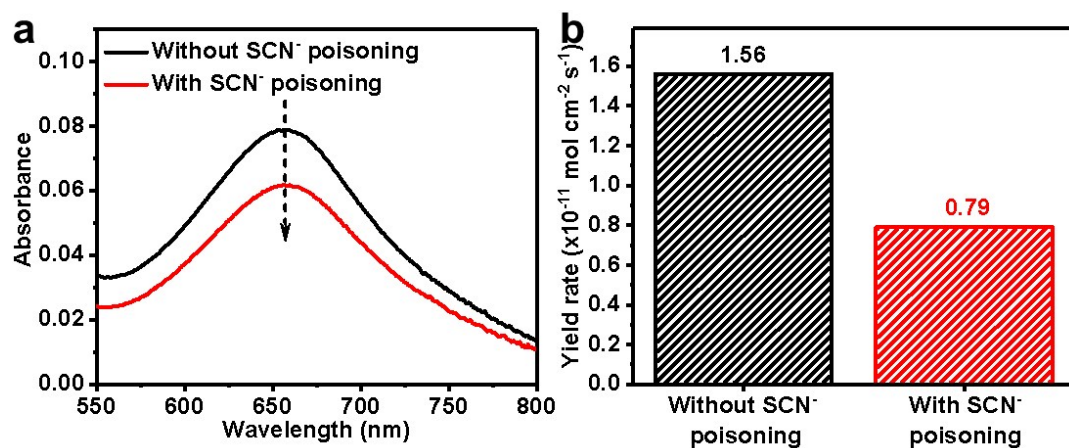 a
0.10
0.08
0.06
0.04
0.02
0.00
Absorbance
Without SCN⁻ poisoning
With SCN⁻ poisoning
550 600 650 700 750 800
Wavelength (nm)
b
1.6
1.4
1.2
1.0
0.8
0.6
0.4
0.2
0.0
Yield rate (x10⁻¹¹ mol cm⁻² s⁻¹)
1.56
0.79
Without SCN⁻
poisoning
With SCN⁻
poisoning